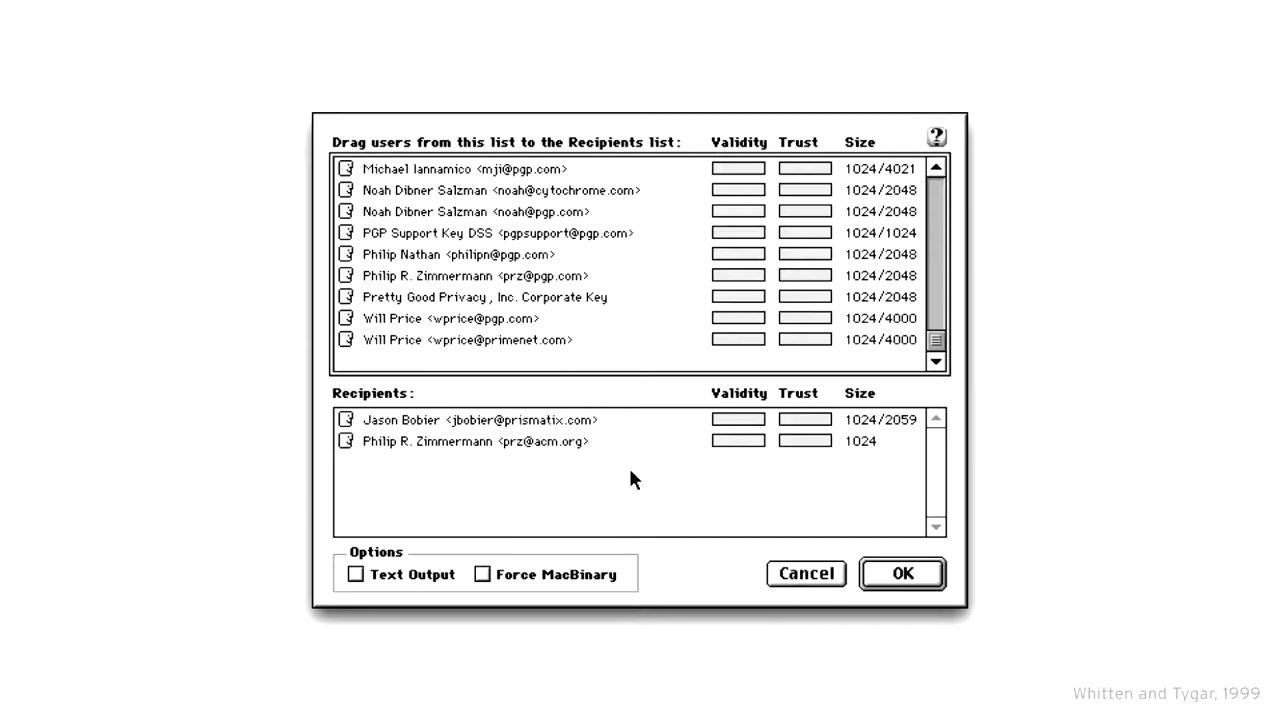 Drag users from this list to the Recipients list: Validity Trust Size ?
Michael Iannamico <mji@pgp.com> 1024/4021
Noah Dibner Salzman <noah@cytochrome.com> 1024/2048
Noah Dibner Salzman <noah@pgp.com> 1024/2048
PGP Support Key DSS <pgpsupport@pgp.com> 1024/1024
Philip Nathan <philipn@pgp.com> 1024/2048
Philip R. Zimmermann <prz@pgp.com> 1024/2048
Pretty Good Privacy, Inc. Corporate Key 1024/2048
Will Price <wprice@pgp.com> 1024/4000
Will Price <wprice@primenet.com> 1024/4000
Recipients: Validity Trust Size
Jason Bobier <jbobier@prismatix.com> 1024/2059
Philip R. Zimmermann <prz@acm.org> 1024
Options
Text Output Force MacBinary Cancel OK
Whitten and Tygar, 1999